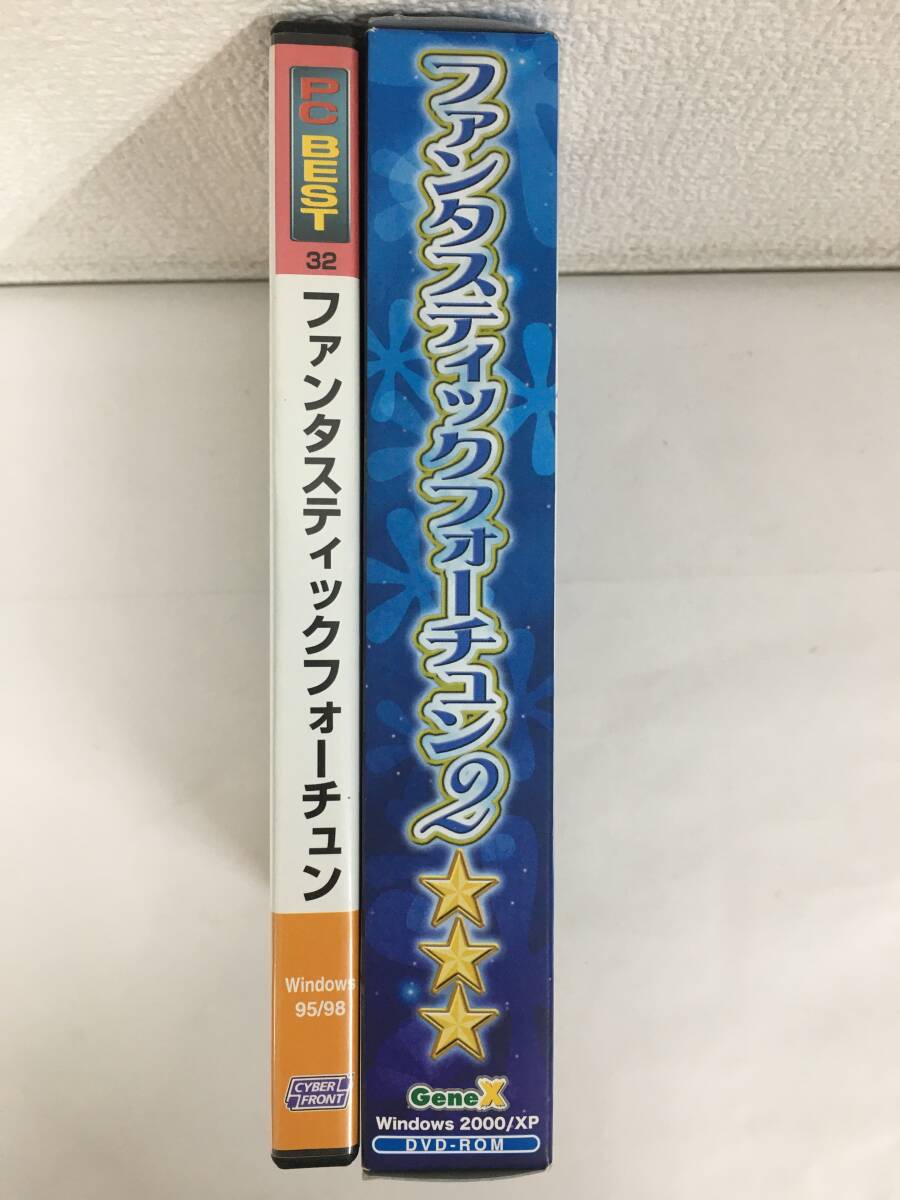 PC BEST
32
ファンタスティックフォーチュン
Windows
95/98
CYBER
FRONT
ファンタスティックフォーチュン2
GeneX
Windows 2000/XP
DVD-ROM